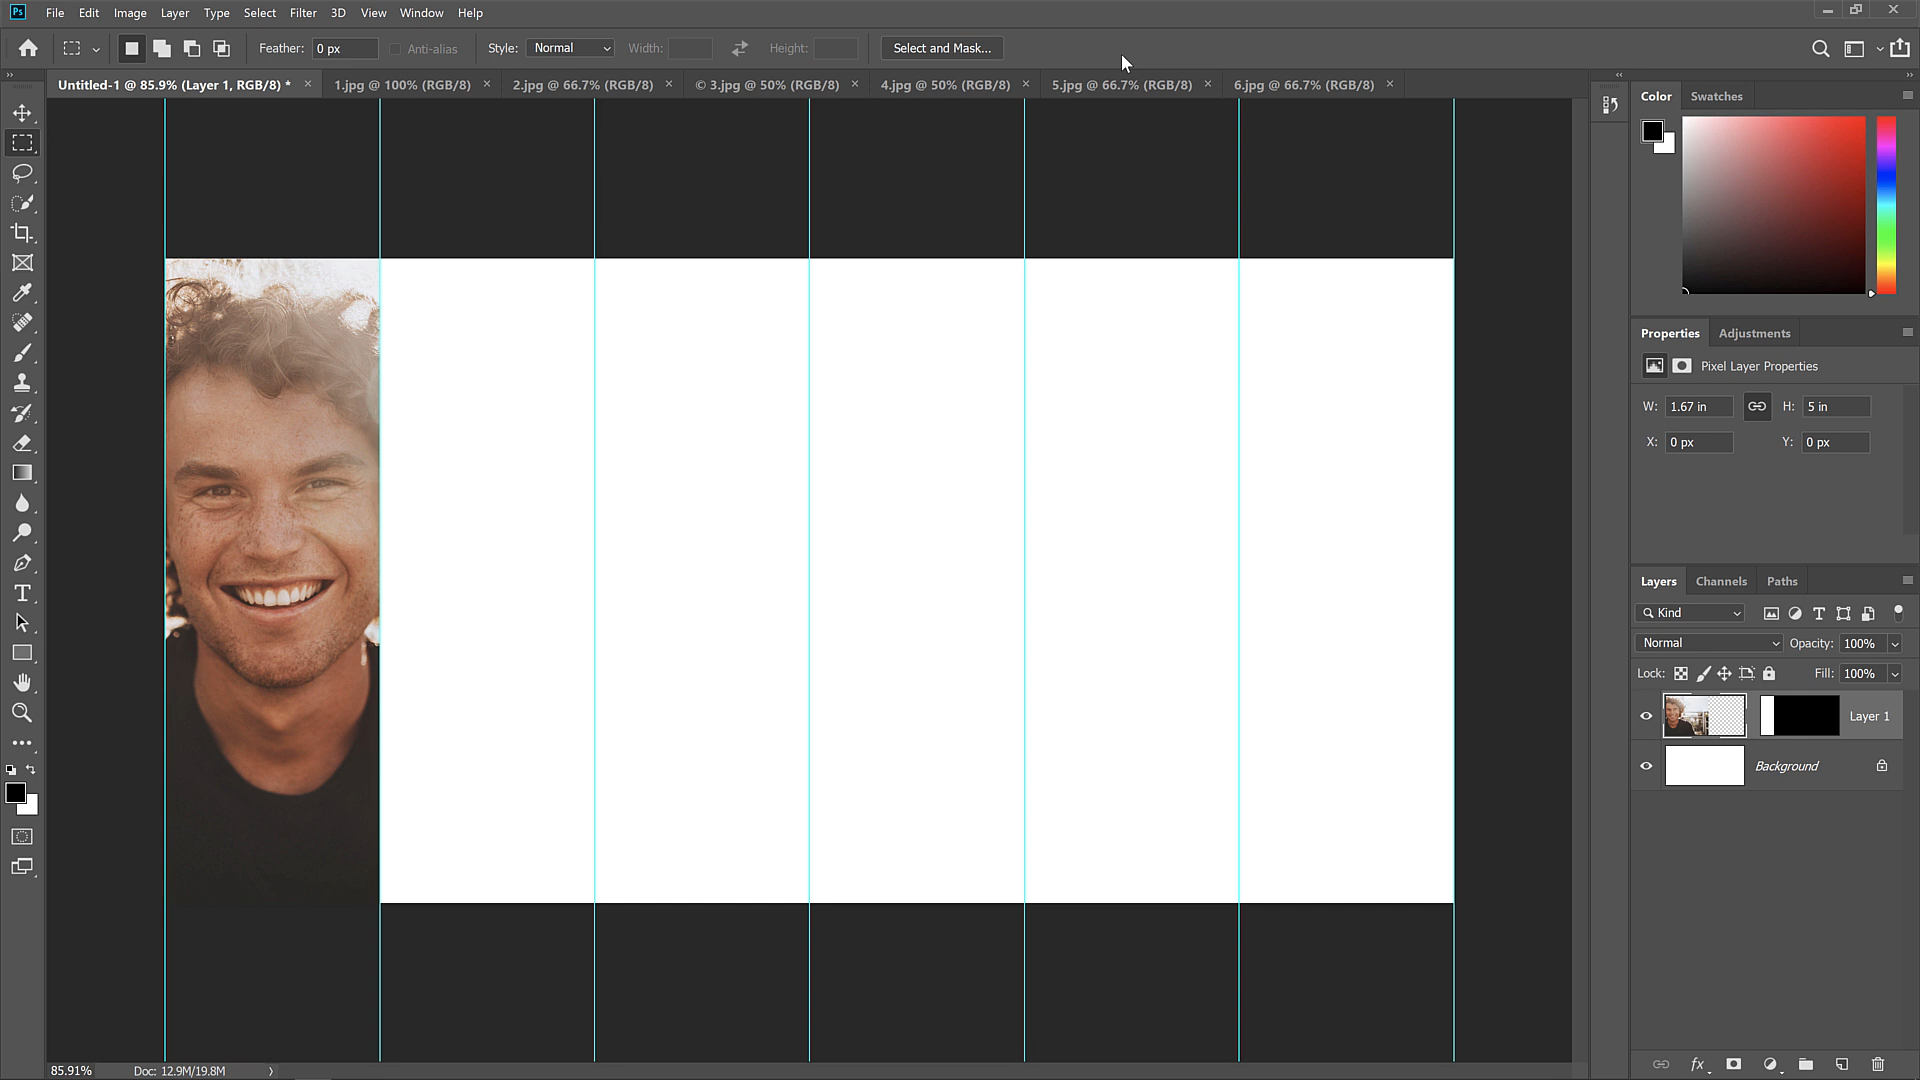 Ps File Edit Image Layer Type Select Filter 3D View Window Help
Feather: 0 px Anti-alias Style: Normal Width: Height: Select and Mask...
Untitled-1 @ 85.9% (Layer 1, RGB/8) * × 1.jpg @ 100% (RGB/8) × 2.jpg @ 66.7% (RGB/8) × © 3.jpg @ 50% (RGB/8) × 4.jpg @ 50% (RGB/8) × 5.jpg @ 66.7% (RGB/8) × 6.jpg @ 66.7% (RGB/8) ×
Color Swatches
Properties Adjustments
Pixel Layer Properties
W: 1.67 in H: 5 in
X: 0 px Y: 0 px
Layers Channels Paths
Kind
Normal Opacity: 100%
Lock: Fill: 100%
Layer 1
Background
85.91% Doc: 12.9M/19.8M